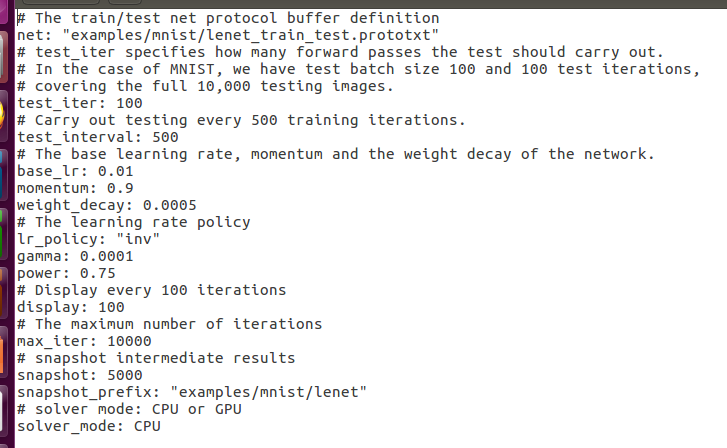 # The train/test net protocol buffer definition
net: "examples/mnist/lenet_train_test.prototxt"
# test_iter specifies how many forward passes the test should carry out.
# In the case of MNIST, we have test batch size 100 and 100 test iterations,
# covering the full 10,000 testing images.
test_iter: 100
# Carry out testing every 500 training iterations.
test_interval: 500
# The base learning rate, momentum and the weight decay of the network.
base_lr: 0.01
momentum: 0.9
weight_decay: 0.0005
# The learning rate policy
lr_policy: "inv"
gamma: 0.0001
power: 0.75
# Display every 100 iterations
display: 100
# The maximum number of iterations
max_iter: 10000
# snapshot intermediate results
snapshot: 5000
snapshot_prefix: "examples/mnist/lenet"
# solver mode: CPU or GPU
solver_mode: CPU